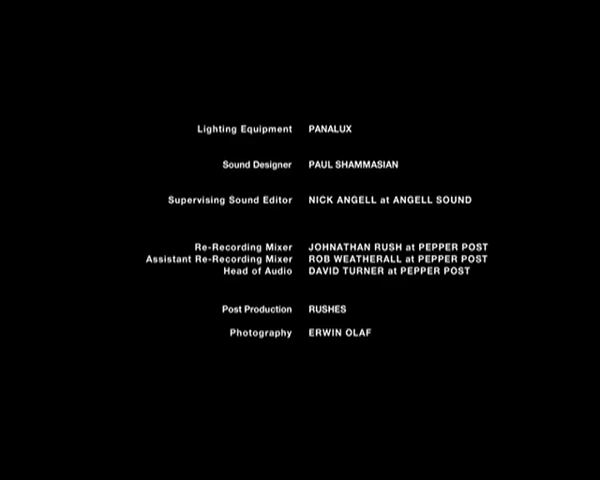 Lighting Equipment PANALUX
Sound Designer PAUL SHAMMASIAN
Supervising Sound Editor NICK ANGELL at ANGELL SOUND
Re-Recording Mixer JOHNATHAN RUSH at PEPPER POST
Assistant Re-Recording Mixer ROB WEATHERALL at PEPPER POST
Head of Audio DAVID TURNER at PEPPER POST
Post Production RUSHES
Photography ERWIN OLAF